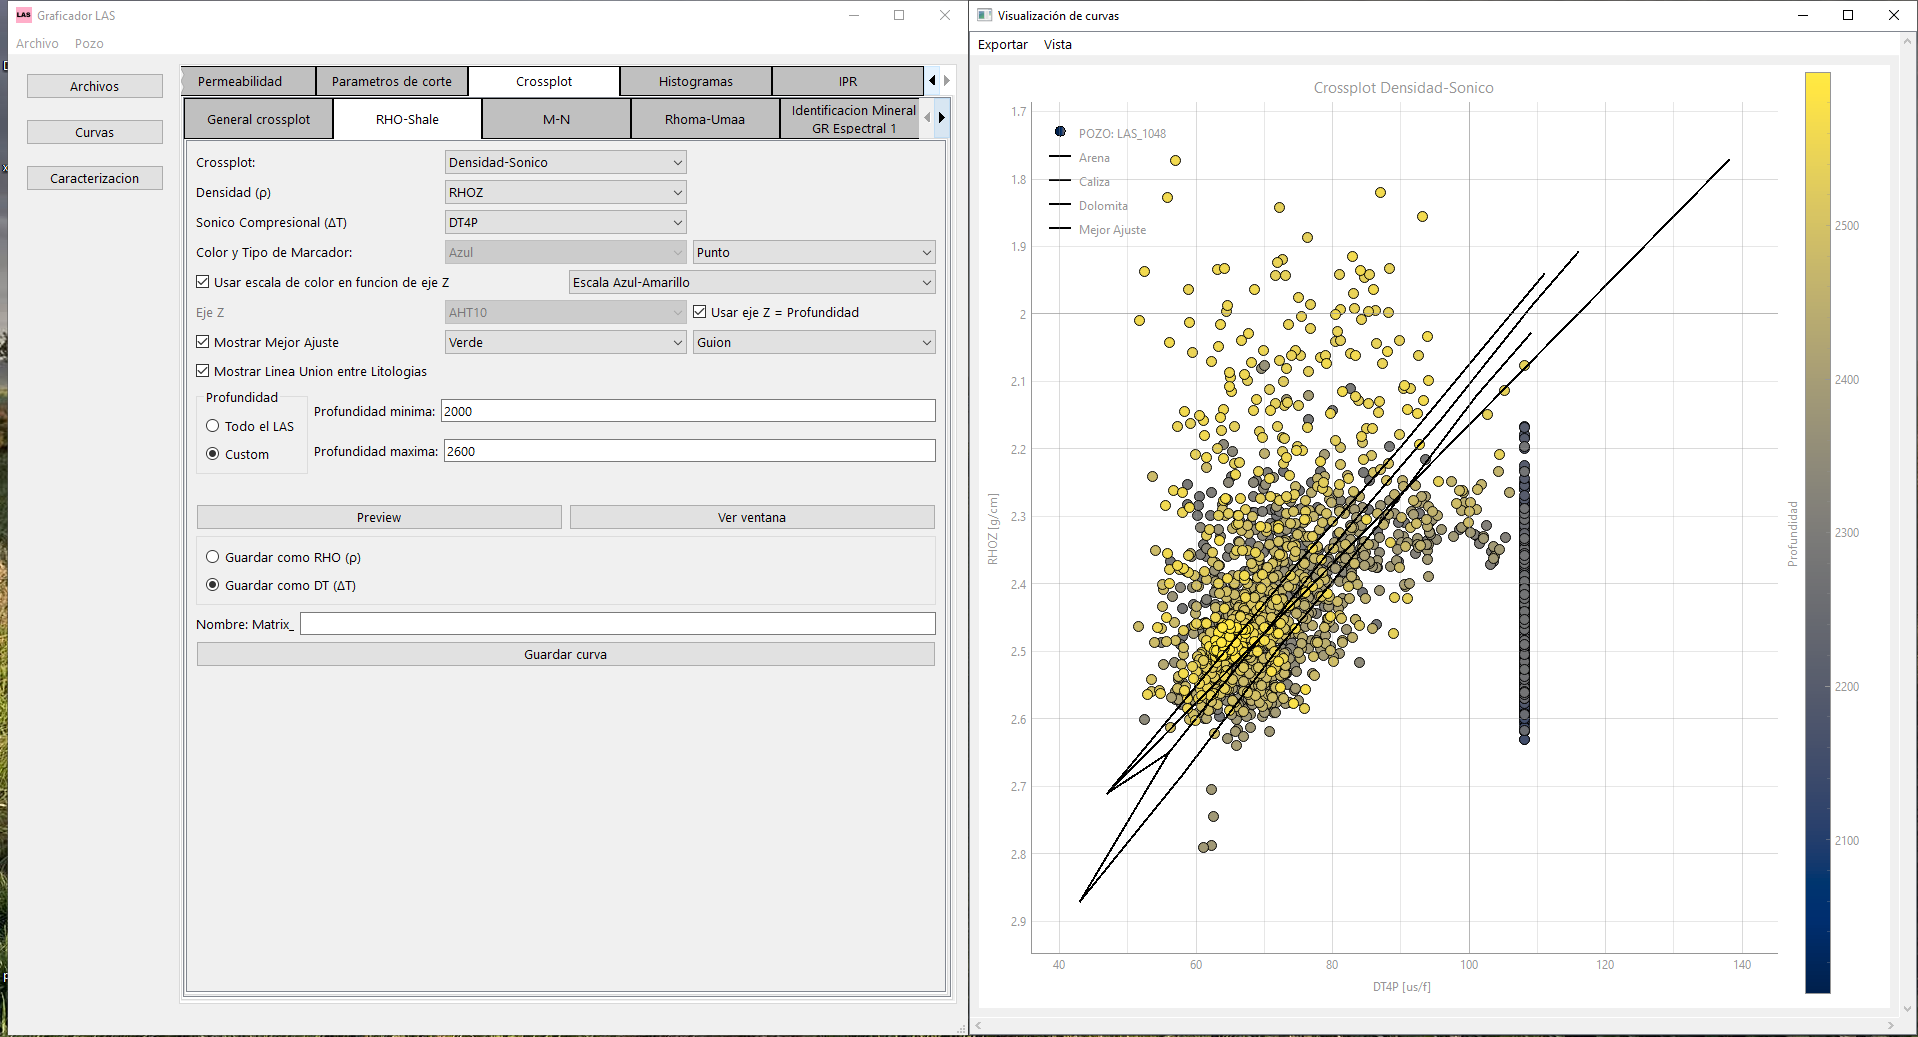 LAS Graficador LAS
Archivo Pozo
Archivos
Curvas
Caracterizacion
Permeabilidad Parametros de corte Crossplot Histogramas IPR
General crossplot RHO-Shale M-N Rhoma-Umaa Identificacion Mineral
GR Espectral 1
Crossplot: Densidad-Sonico
Densidad (ρ) RHOZ
Sonico Compresional (ΔT) DT4P
Color y Tipo de Marcador: Azul Punto
Usar escala de color en funcion de eje Z Escala Azul-Amarillo
Eje Z AHT10 Usar eje Z = Profundidad
Mostrar Mejor Ajuste Verde Guion
Mostrar Linea Union entre Litologias
Profundidad
Todo el LAS
Custom
Profundidad minima: 2000
Profundidad maxima: 2600
Preview Ver ventana
Guardar como RHO (ρ)
Guardar como DT (ΔT)
Nombre: Matrix_
Guardar curva
Visualización de curvas
Exportar Vista
Crossplot Densidad-Sonico
POZO: LAS_1048
Arena
Caliza
Dolomita
Mejor Ajuste
1.7
1.8
1.9
2
2.1
2.2
2.3
2.4
2.5
2.6
2.7
2.8
2.9
RHOZ [g/cm]
40 60 80 100 120 140
DT4P [us/f]
Profundidad
2500
2400
2300
2200
2100